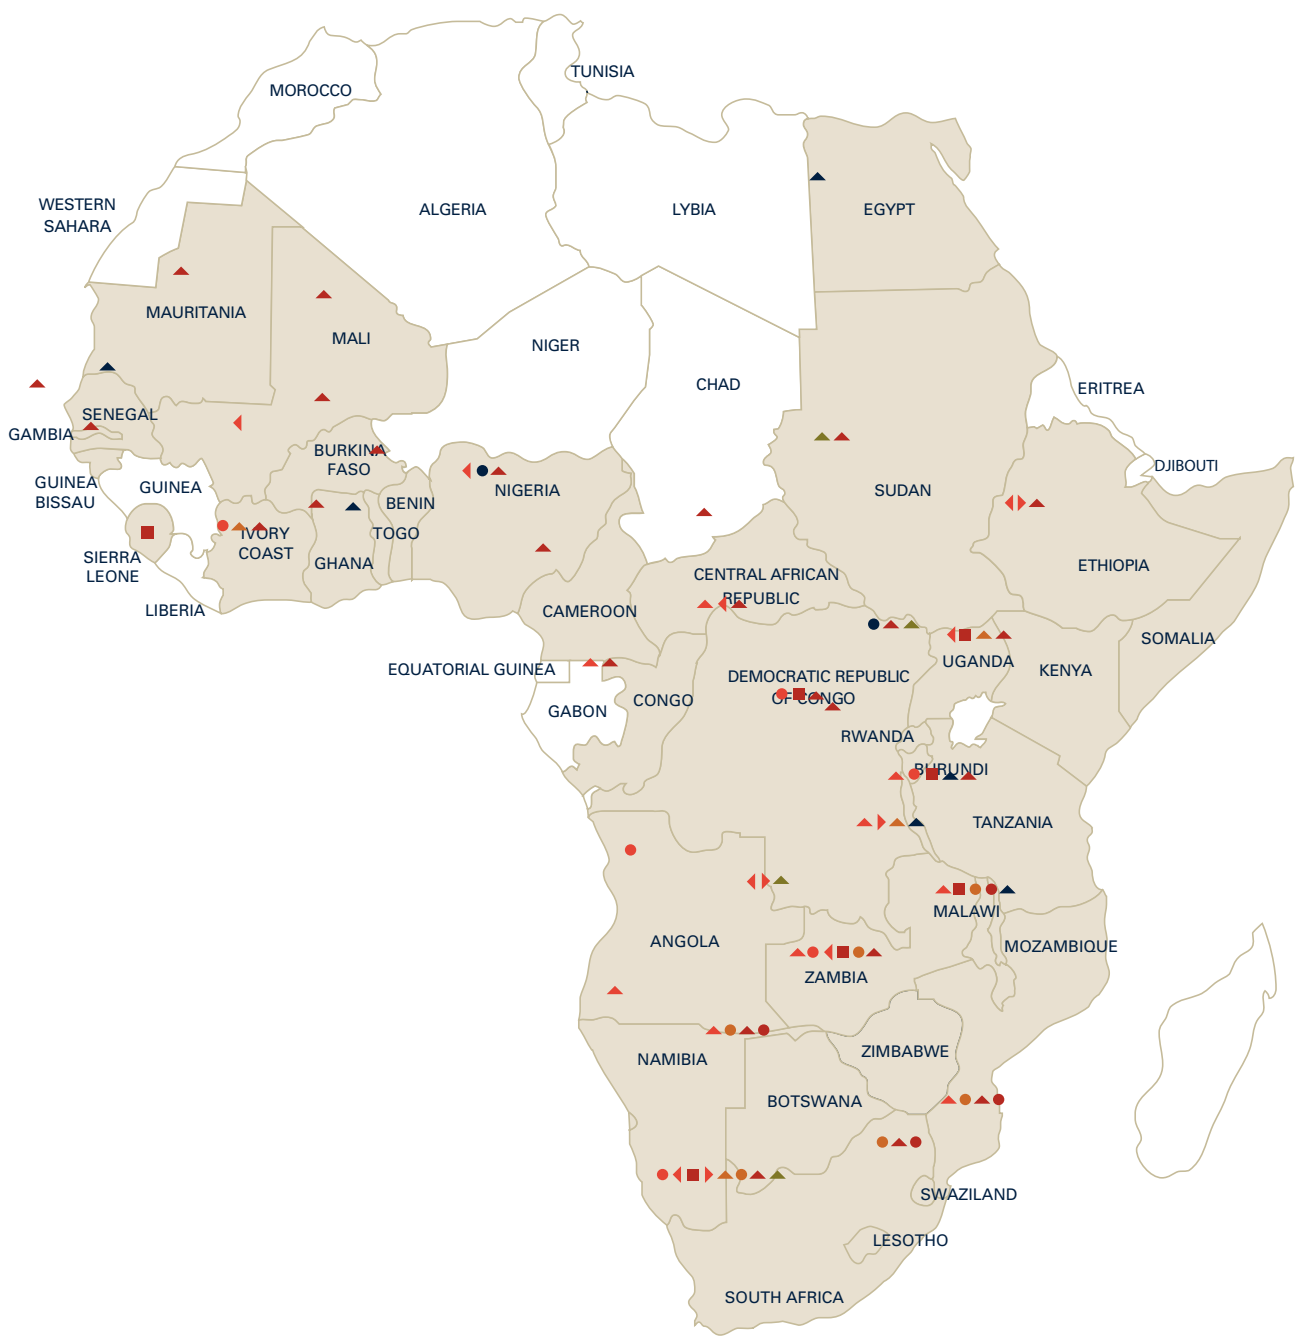 TUNISIA
MOROCCO
WESTERN
SAHARA
ALGERIA
LYBIA
EGYPT
MAURITANIA
MALI
NIGER
CHAD
ERITREA
SENEGAL
GAMBIA
BURKINA
FASO
GUINEA
BISSAU
GUINEA
NIGERIA
SUDAN
DJIBOUTI
BENIN
IVORY
COAST
TOGO
GHANA
SIERRA
LEONE
LIBERIA
CENTRAL AFRICAN
REPUBLIC
ETHIOPIA
CAMEROON
SOMALIA
EQUATORIAL GUINEA
UGANDA
KENYA
DEMOCRATIC REPUBLIC
OF CONGO
CONGO
GABON
RWANDA
BURUNDI
TANZANIA
MALAWI
ANGOLA
MOZAMBIQUE
ZAMBIA
NAMIBIA
ZIMBABWE
BOTSWANA
SWAZILAND
LESOTHO
SOUTH AFRICA